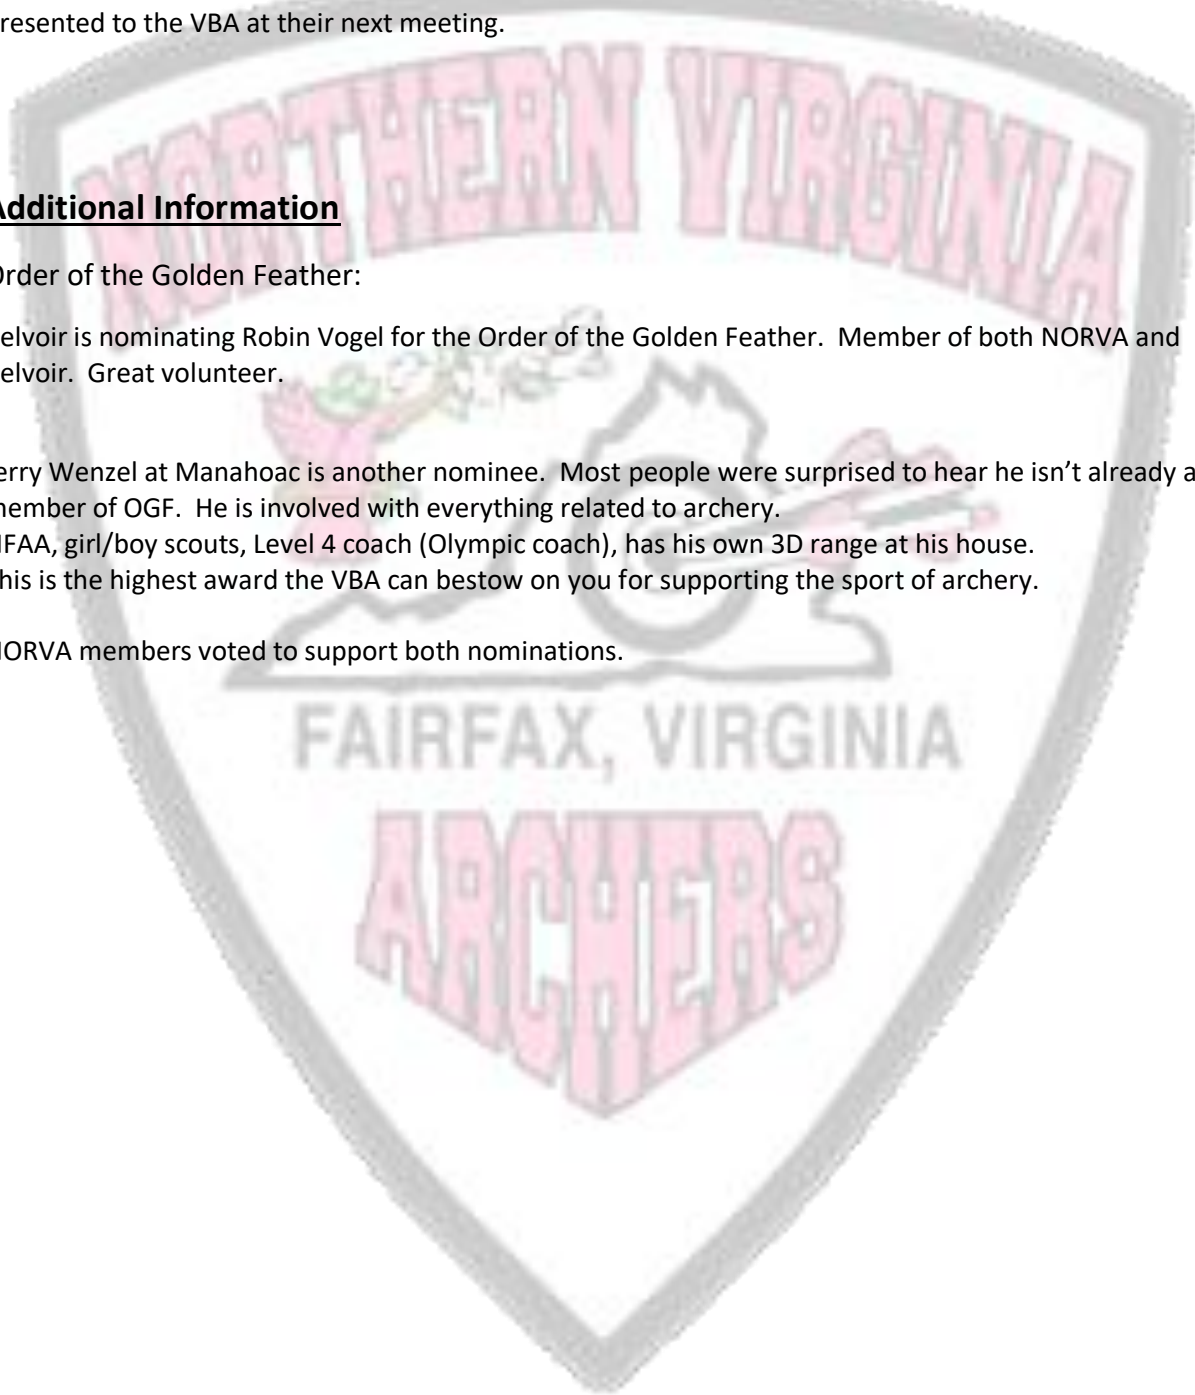 resented to the VBA at their next meeting.
NORTHERN VIRGINIA
Additional Information
Order of the Golden Feather:
elvoir is nominating Robin Vogel for the Order of the Golden Feather. Member of both NORVA and
elvoir. Great volunteer.
erry Wenzel at Manahoac is another nominee. Most people were surprised to hear he isn't already a
member of OGF. He is involved with everything related to archery.
NFAA, girl/boy scouts, Level 4 coach (Olympic coach), has his own 3D range at his house.
his is the highest award the VBA can bestow on you for supporting the sport of archery.
NORVA members voted to support both nominations.
FAIRFAX, VIRGINIA
ARCHERS